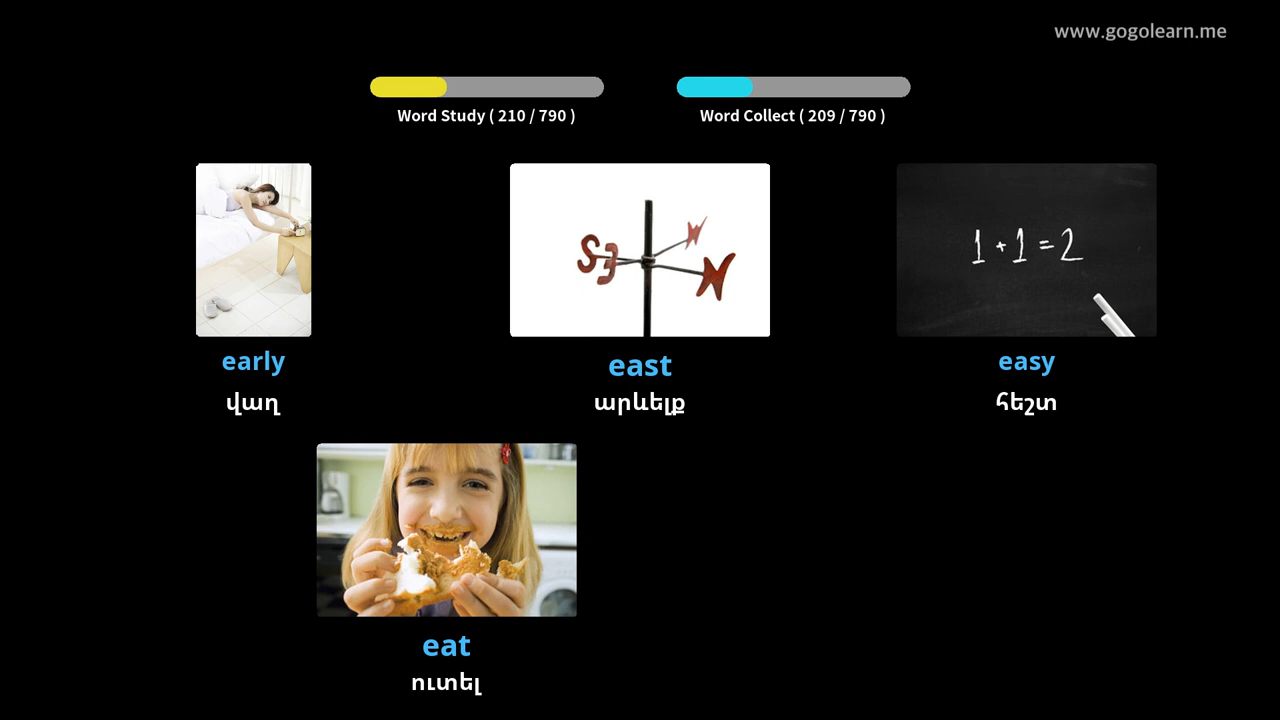 www.gogolearn.me
Word Study ( 210 / 790 )
Word Collect ( 209 / 790 )
S E N W
1 + 1 = 2
early
east
easy
վաղ
արևելք
հեշտ
eat
ուտել